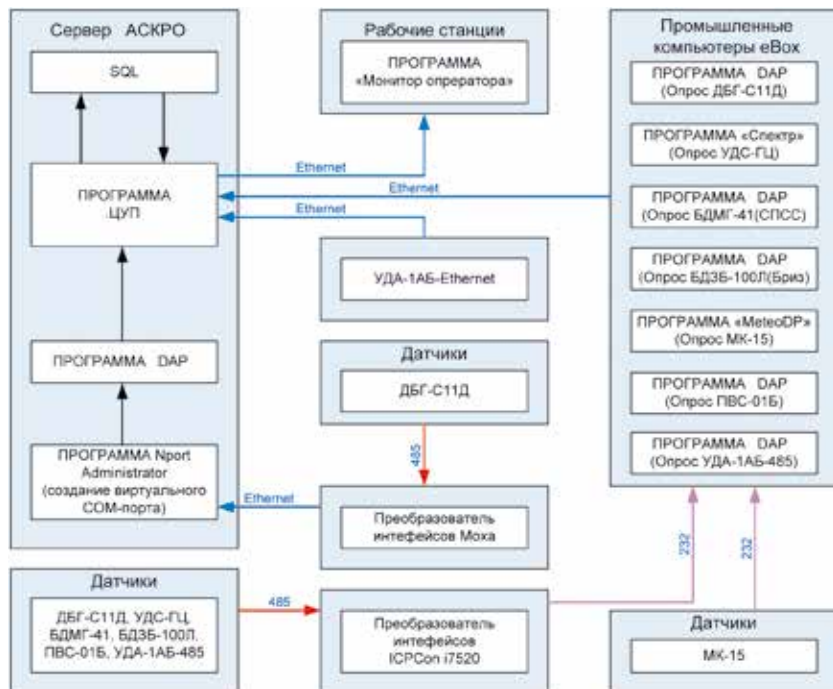 Сервер АСКРО
SQL
ПРОГРАММА
ЦУП
ПРОГРАММА DAP
ПРОГРАММА Nport
Administrator
(создание виртуального
COM-порта)
Рабочие станции
ПРОГРАММА
«Монитор опрератора»
Ethernet
Ethernet
Ethernet
УДА-1АБ-Ethernet
Датчики
ДБГ-С11Д
485
Ethernet
Преобразователь
интефейсов Moxa
Промышленные
компьютеры eBox
ПРОГРАММА DAP
(Опрос ДБГ-С11Д)
ПРОГРАММА «Спектр»
(Опрос УДС-ГЦ)
ПРОГРАММА DAP
(Опрос БДМГ-41(СПСС)
ПРОГРАММА DAP
(Опрос БДЗБ-100Л(Бриз)
ПРОГРАММА «MeteoDP»
(Опрос МК-15)
ПРОГРАММА DAP
(Опрос ПВС-01Б)
ПРОГРАММА DAP
(Опрос УДА-1АБ-485)
232
232
Датчики
ДБГ-С11Д, УДС-ГЦ,
БДМГ-41, БДЗБ-100Л,
ПВС-01Б, УДА-1АБ-485
485
Преобразователь
интефейсов
ICPCon i7520
Датчики
МК-15